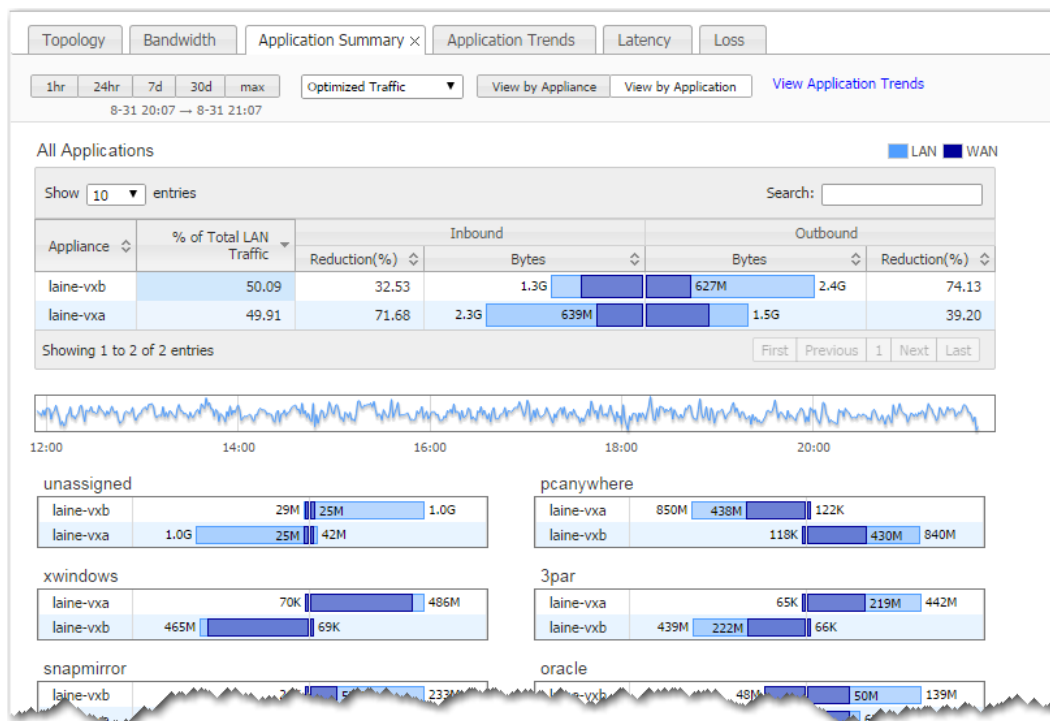 Topology Bandwidth Application Summary × Application Trends Latency Loss
1hr 24hr 7d 30d max Optimized Traffic ▼ View by Appliance View by Application View Application Trends
8-31 20:07 → 8-31 21:07
All Applications LAN WAN
Show 10 ▼ entries Search:
Appliance % of Total LAN Traffic Inbound Outbound
Reduction(%) Bytes Bytes Reduction(%)
laine-vxb 50.09 32.53 1.3G 627M 2.4G 74.13
laine-vxa 49.91 71.68 2.3G 639M 1.5G 39.20
Showing 1 to 2 of 2 entries First Previous 1 Next Last
12:00 14:00 16:00 18:00 20:00
unassigned pcanywhere
laine-vxb 29M 25M 1.0G laine-vxa 850M 438M 122K
laine-vxa 1.0G 25M 42M laine-vxb 118K 430M 840M
xwindows 3par
laine-vxa 70K 486M laine-vxa 65K 219M 442M
laine-vxb 465M 69K laine-vxb 439M 222M 66K
snapmirror oracle
laine-vxb 233M laine-vxb 48M 50M 139M